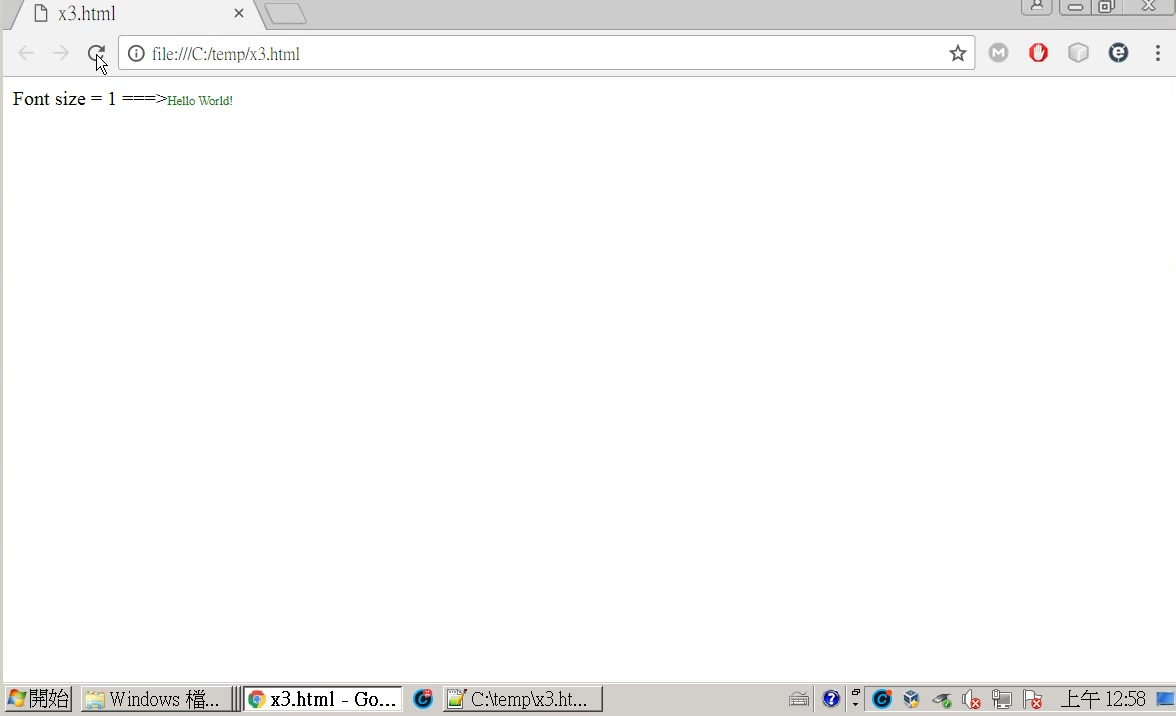 x3.html
file:///C:/temp/x3.html
Font size = 1 ===>Hello World!
開始
Windows 檔...
x3.html - Go...
C:\temp\x3.ht...
上午 12:58